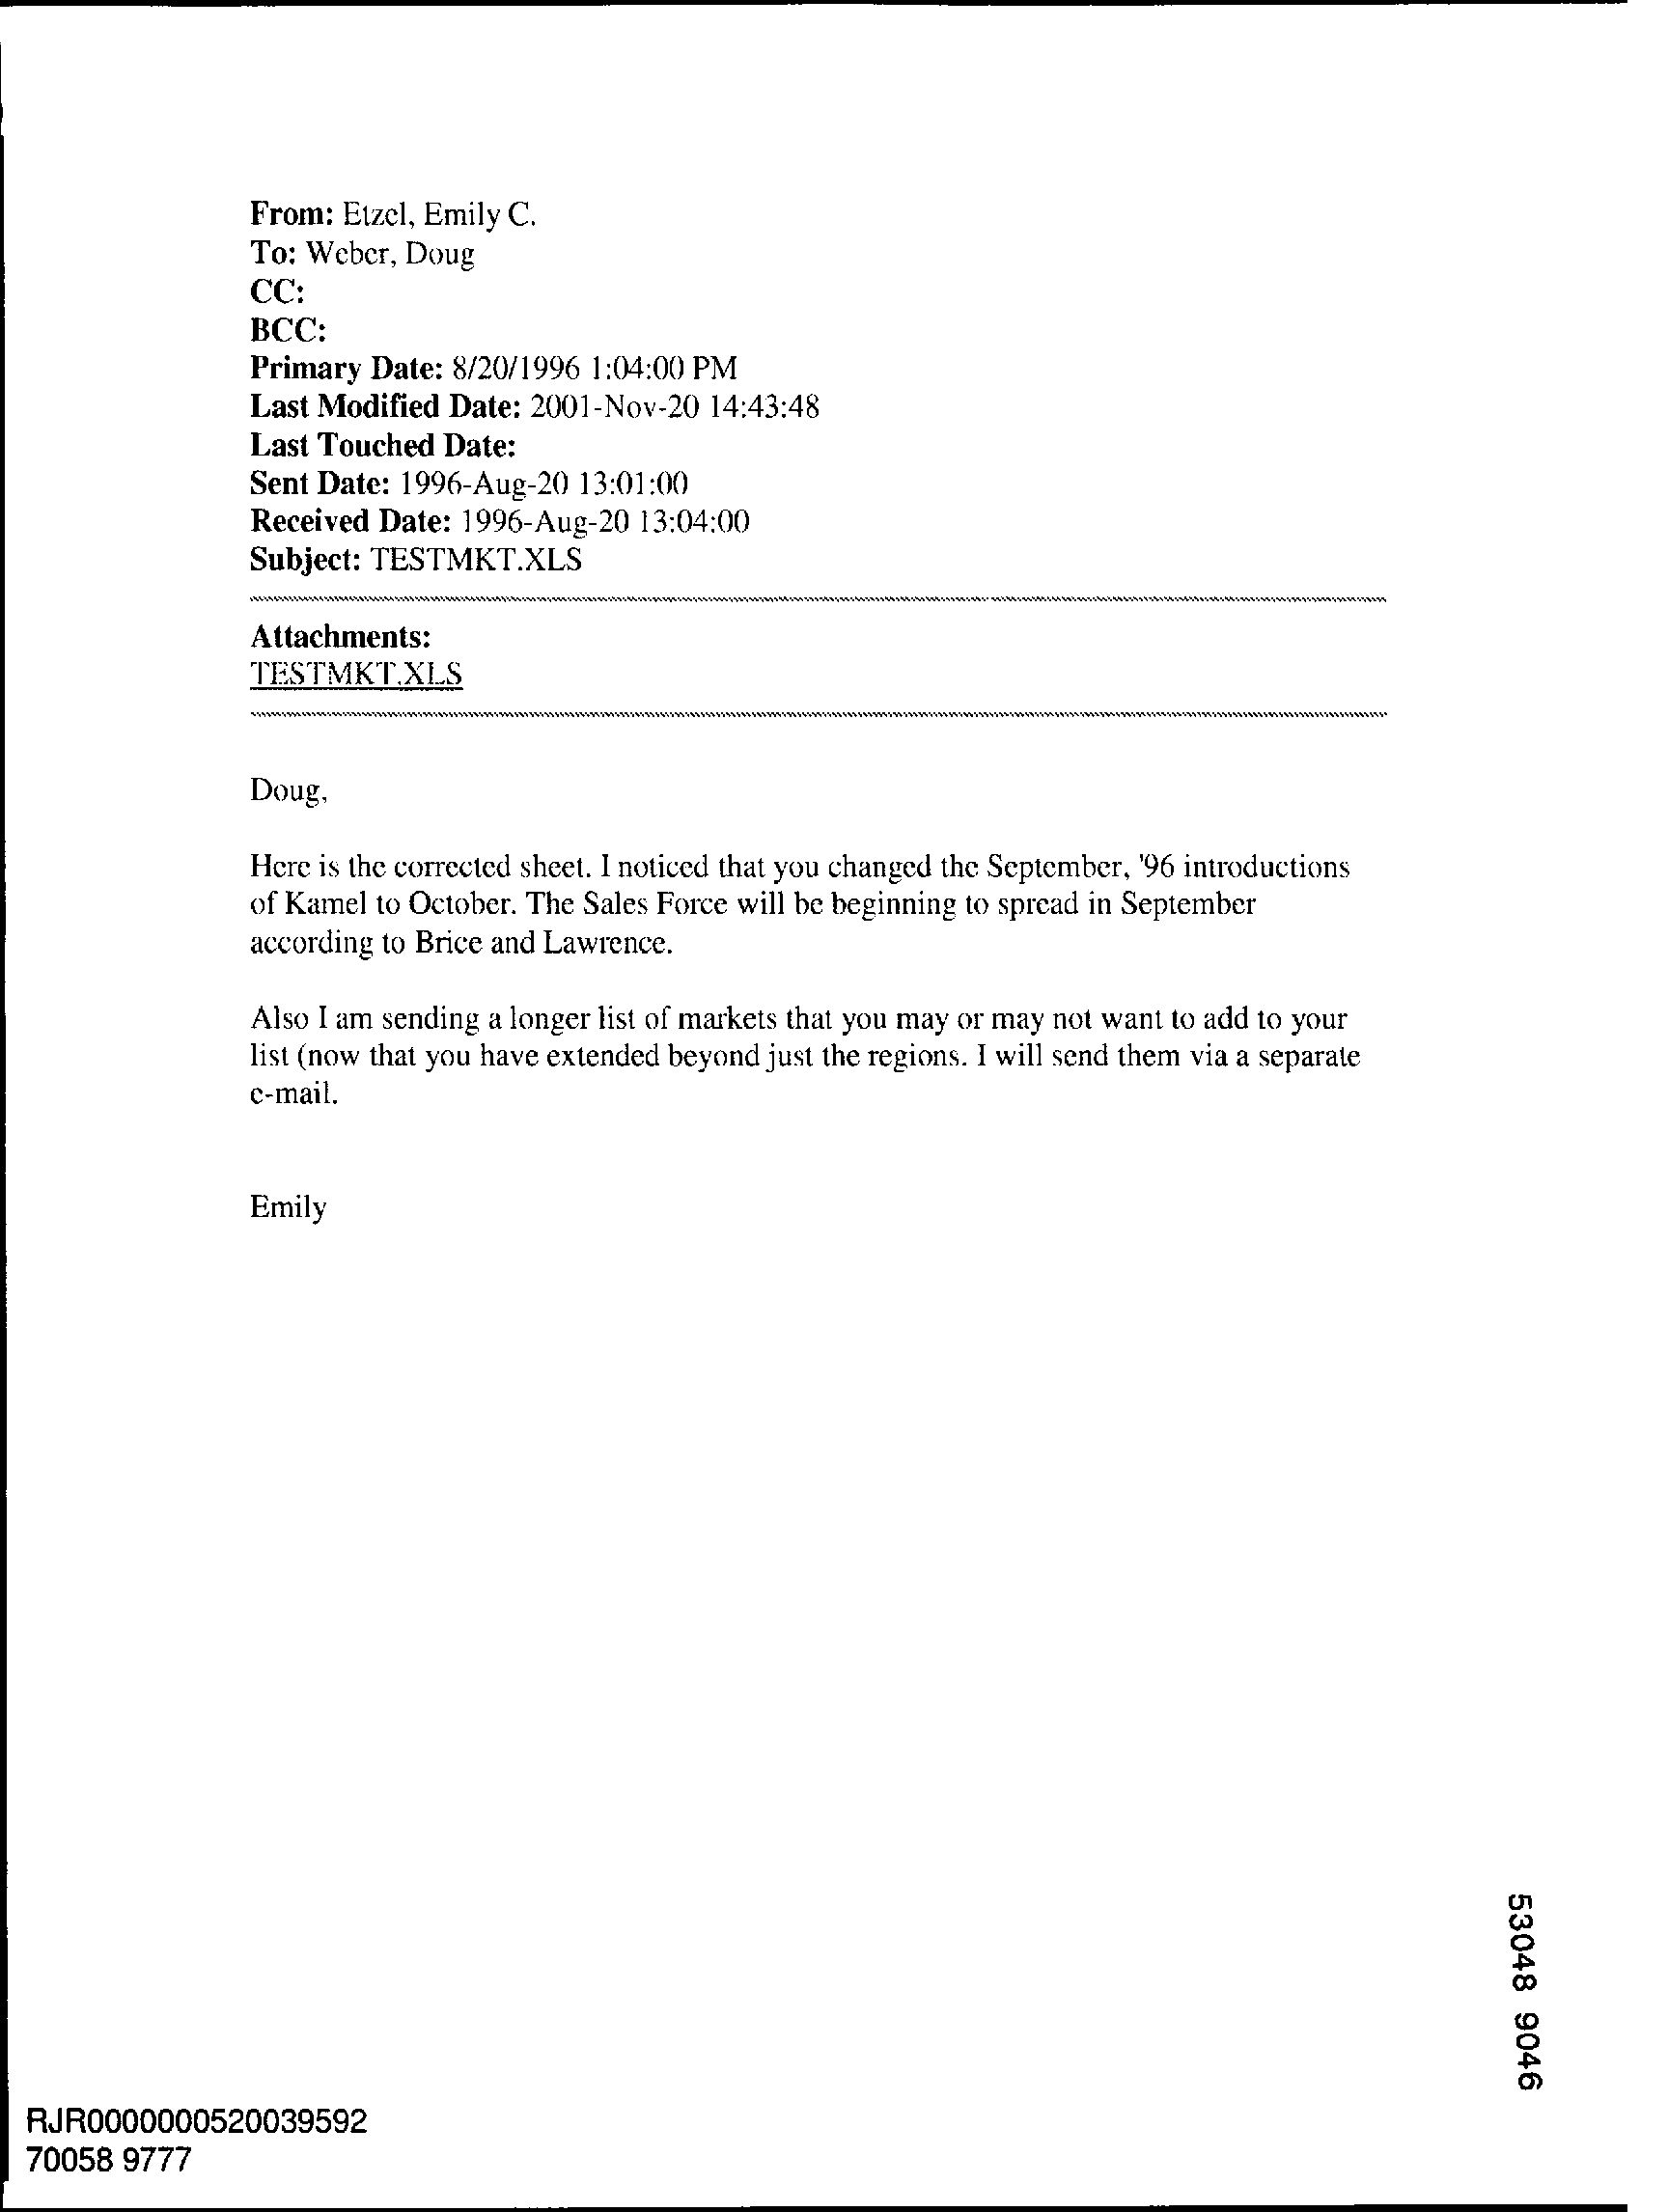 From: Etzel, Emily C.
To: Weber, Doug
CC:
BCC:
Primary Date: 8/20/1996 1:04:00 PM
Last Modified Date: 2001-Nov-20 14:43:48
Last Touched Date:
Sent Date: 1996-Aug-20 13:01:00
Received Date: 1996-Aug-20 13:04:00
Subject: TESTMKT.XLS
Attachments:
TESTMKT.XLS
Doug,
Here is the corrected sheet. I noticed that you changed the September, '96 introductions
of Kamel to October. The Sales Force will be beginning to spread in September
according to Brice and Lawrence.
Also I am sending a longer list of markets that you may or may not want to add to your
list (now that you have extended beyond just the regions. I will send them via a separate
e-mail.
Emily
53048 9046
RJR0000000520039592
70058 9777